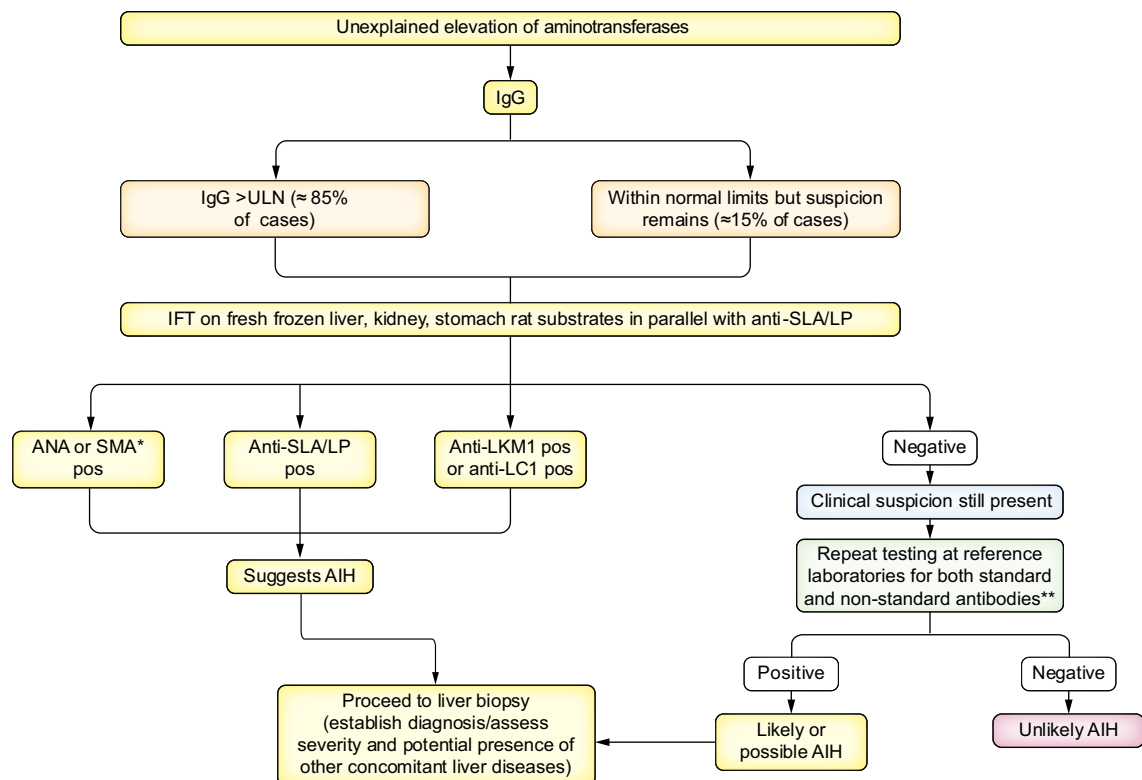 Unexplained elevation of aminotransferases
IgG
IgG >ULN (≈ 85%
of cases)
Within normal limits but suspicion
remains (≈15% of cases)
IFT on fresh frozen liver, kidney, stomach rat substrates in parallel with anti-SLA/LP
ANA or SMA*
pos
Anti-SLA/LP
pos
Anti-LKM1 pos
or anti-LC1 pos
Negative
Clinical suspicion still present
Repeat testing at reference
laboratories for both standard
and non-standard antibodies**
Suggests AIH
Positive
Negative
Proceed to liver biopsy
(establish diagnosis/assess
severity and potential presence of
other concomitant liver diseases)
Likely or
possible AIH
Unlikely AIH